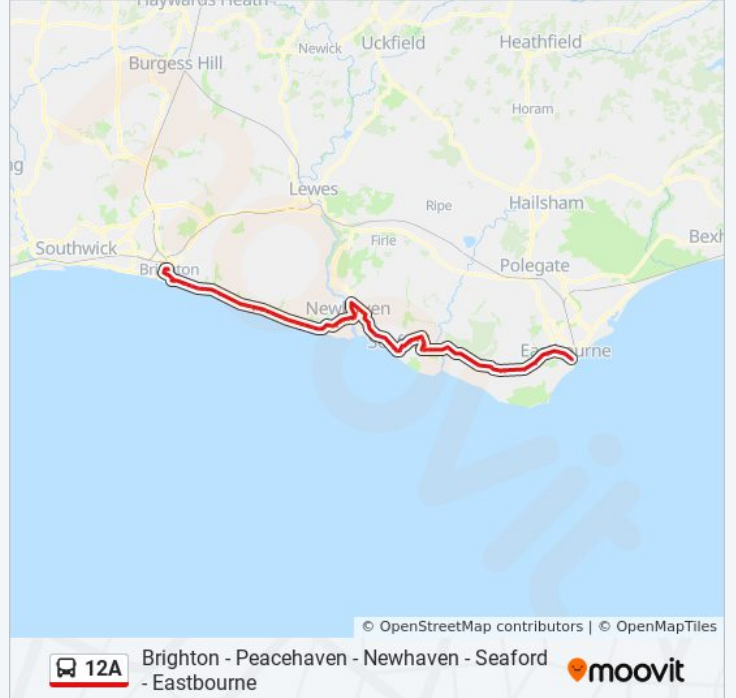 Haywards Heath
Newick
Uckfield
Heathfield
Burgess Hill
Horam
Lewes
Ripe
Hailsham
Southwick
Firle
Bexh
Polegate
Brighton
Newhaven
Eastbourne
© OpenStreetMap contributors | © OpenMapTiles
12A
Brighton - Peacehaven - Newhaven - Seaford
- Eastbourne
moovit